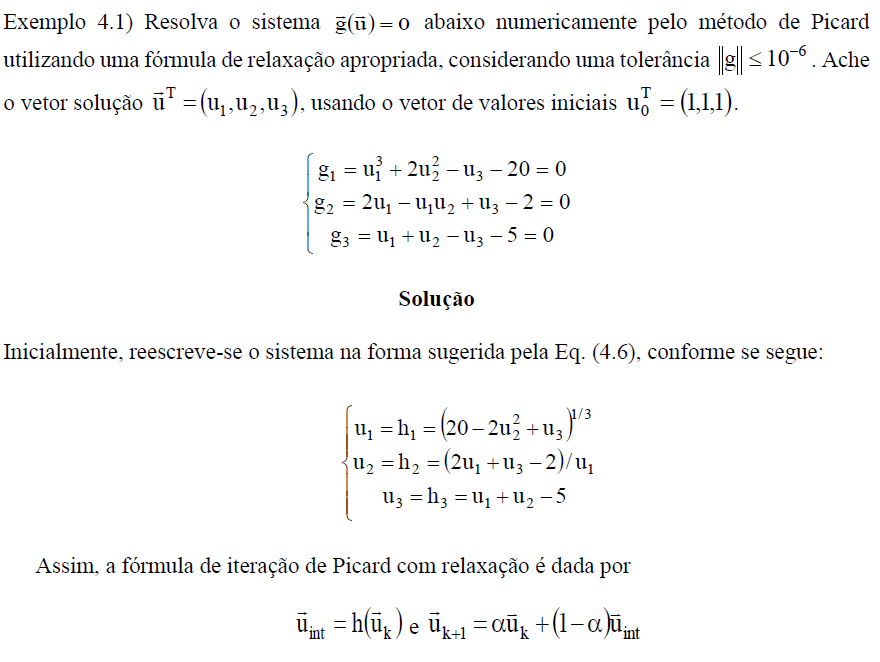 Exemplo 4.1) Resolva o sistema g⃗(u⃗) = 0 abaixo numericamente pelo método de Picard
utilizando uma fórmula de relaxação apropriada, considerando uma tolerância ‖g‖ ≤ 10⁻⁶ . Ache
o vetor solução u⃗ᵀ = (u₁,u₂,u₃), usando o vetor de valores iniciais u₀ᵀ = (1,1,1).
g₁ = u₁³ + 2u₂² − u₃ − 20 = 0
g₂ = 2u₁ − u₁u₂ + u₃ − 2 = 0
g₃ = u₁ + u₂ − u₃ − 5 = 0
Solução
Inicialmente, reescreve-se o sistema na forma sugerida pela Eq. (4.6), conforme se segue:
u₁ = h₁ = (20 − 2u₂² + u₃)^1/3
u₂ = h₂ = (2u₁ + u₃ − 2)/u₁
u₃ = h₃ = u₁ + u₂ − 5
Assim, a fórmula de iteração de Picard com relaxação é dada por
u⃗ᵢₙₜ = h(u⃗ₖ) e u⃗ₖ₊₁ = αu⃗ₖ + (1 − α)u⃗ᵢₙₜ